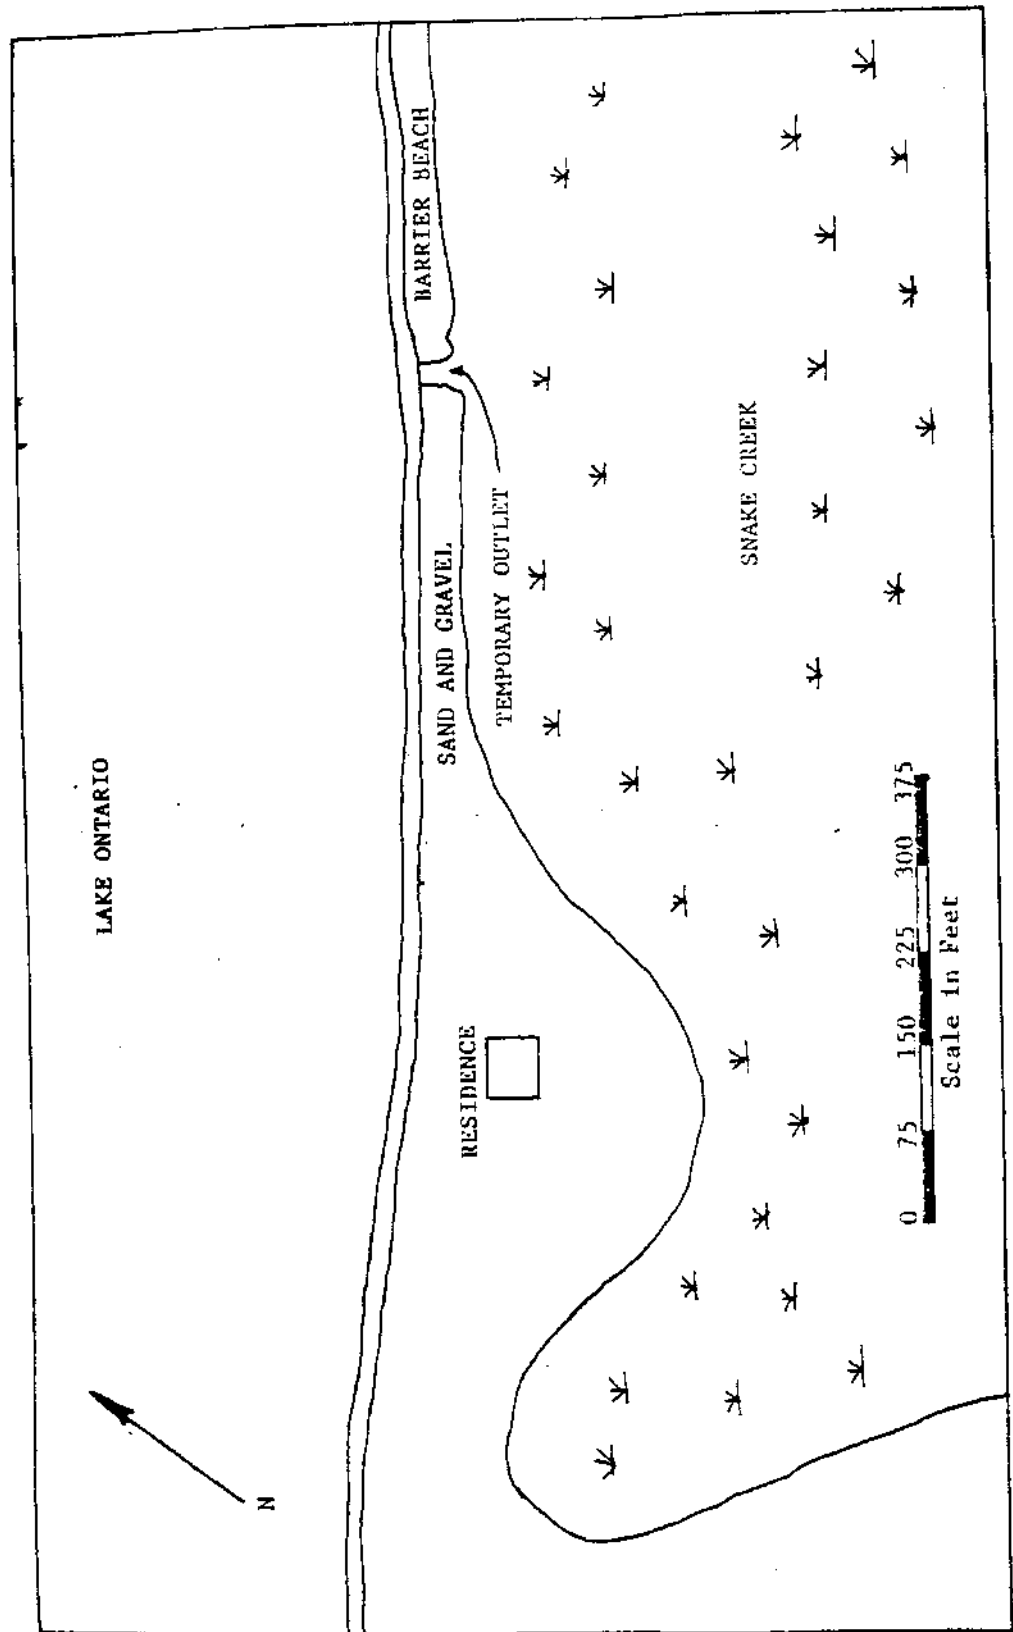 LAKE ONTARIO
BARRIER BEACH
SAND AND GRAVEL
TEMPORARY OUTLET
SNAKE CREEK
RESIDENCE
N
0 75 150 225 300 375
Scale in Feet